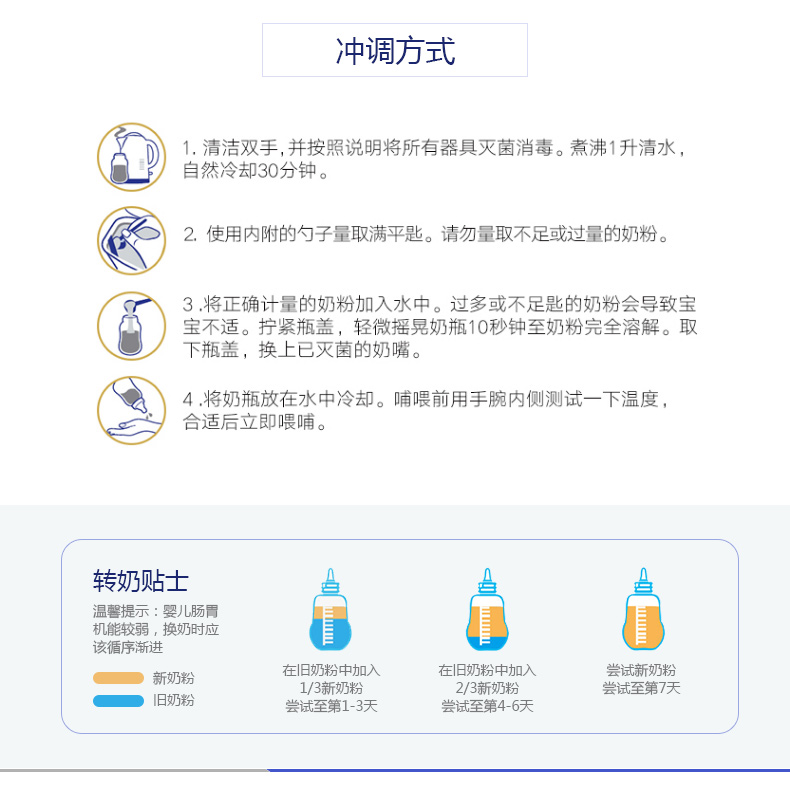 冲调方式
1. 清洁双手,并按照说明将所有器具灭菌消毒。煮沸1升清水，
自然冷却30分钟。
2. 使用内附的勺子量取满平匙。请勿量取不足或过量的奶粉。
3 .将正确计量的奶粉加入水中。过多或不足匙的奶粉会导致宝
宝不适。拧紧瓶盖，轻微摇晃奶瓶10秒钟至奶粉完全溶解。取
下瓶盖，换上已灭菌的奶嘴。
4 .将奶瓶放在水中冷却。哺喂前用手腕内侧测试一下温度，
合适后立即喂哺。
转奶贴士
温馨提示：婴儿肠胃
机能较弱，换奶时应
该循序渐进
新奶粉
旧奶粉
在旧奶粉中加入
1/3新奶粉
尝试至第1-3天
在旧奶粉中加入
2/3新奶粉
尝试至第4-6天
尝试新奶粉
尝试至第7天